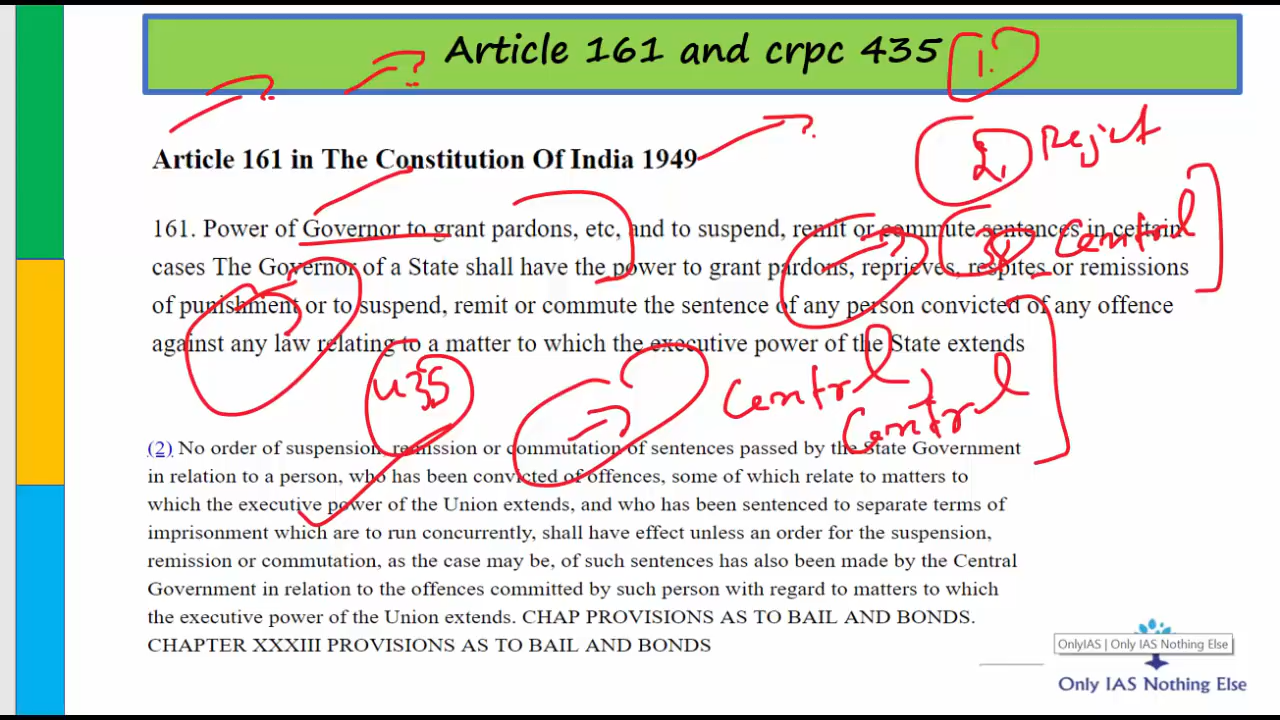 Article 161 and crpc 435
1.
2, Reject
Article 161 in The Constitution Of India 1949
161. Power of Governor to grant pardons, etc, and to suspend, remit or commute sentences in certain
Central
cases The Governor of a State shall have the power to grant pardons, reprieves, respites or remissions
of punishment or to suspend, remit or commute the sentence of any person convicted of any offence
against any law relating to a matter to which the executive power of the State extends
435
Central
Central
(2) No order of suspension, remission or commutation of sentences passed by the State Government
in relation to a person, who has been convicted of offences, some of which relate to matters to
which the executive power of the Union extends, and who has been sentenced to separate terms of
imprisonment which are to run concurrently, shall have effect unless an order for the suspension,
remission or commutation, as the case may be, of such sentences has also been made by the Central
Government in relation to the offences committed by such person with regard to matters to which
the executive power of the Union extends. CHAP PROVISIONS AS TO BAIL AND BONDS.
CHAPTER XXXIII PROVISIONS AS TO BAIL AND BONDS
OnlyIAS | Only IAS Nothing Else
Only IAS Nothing Else